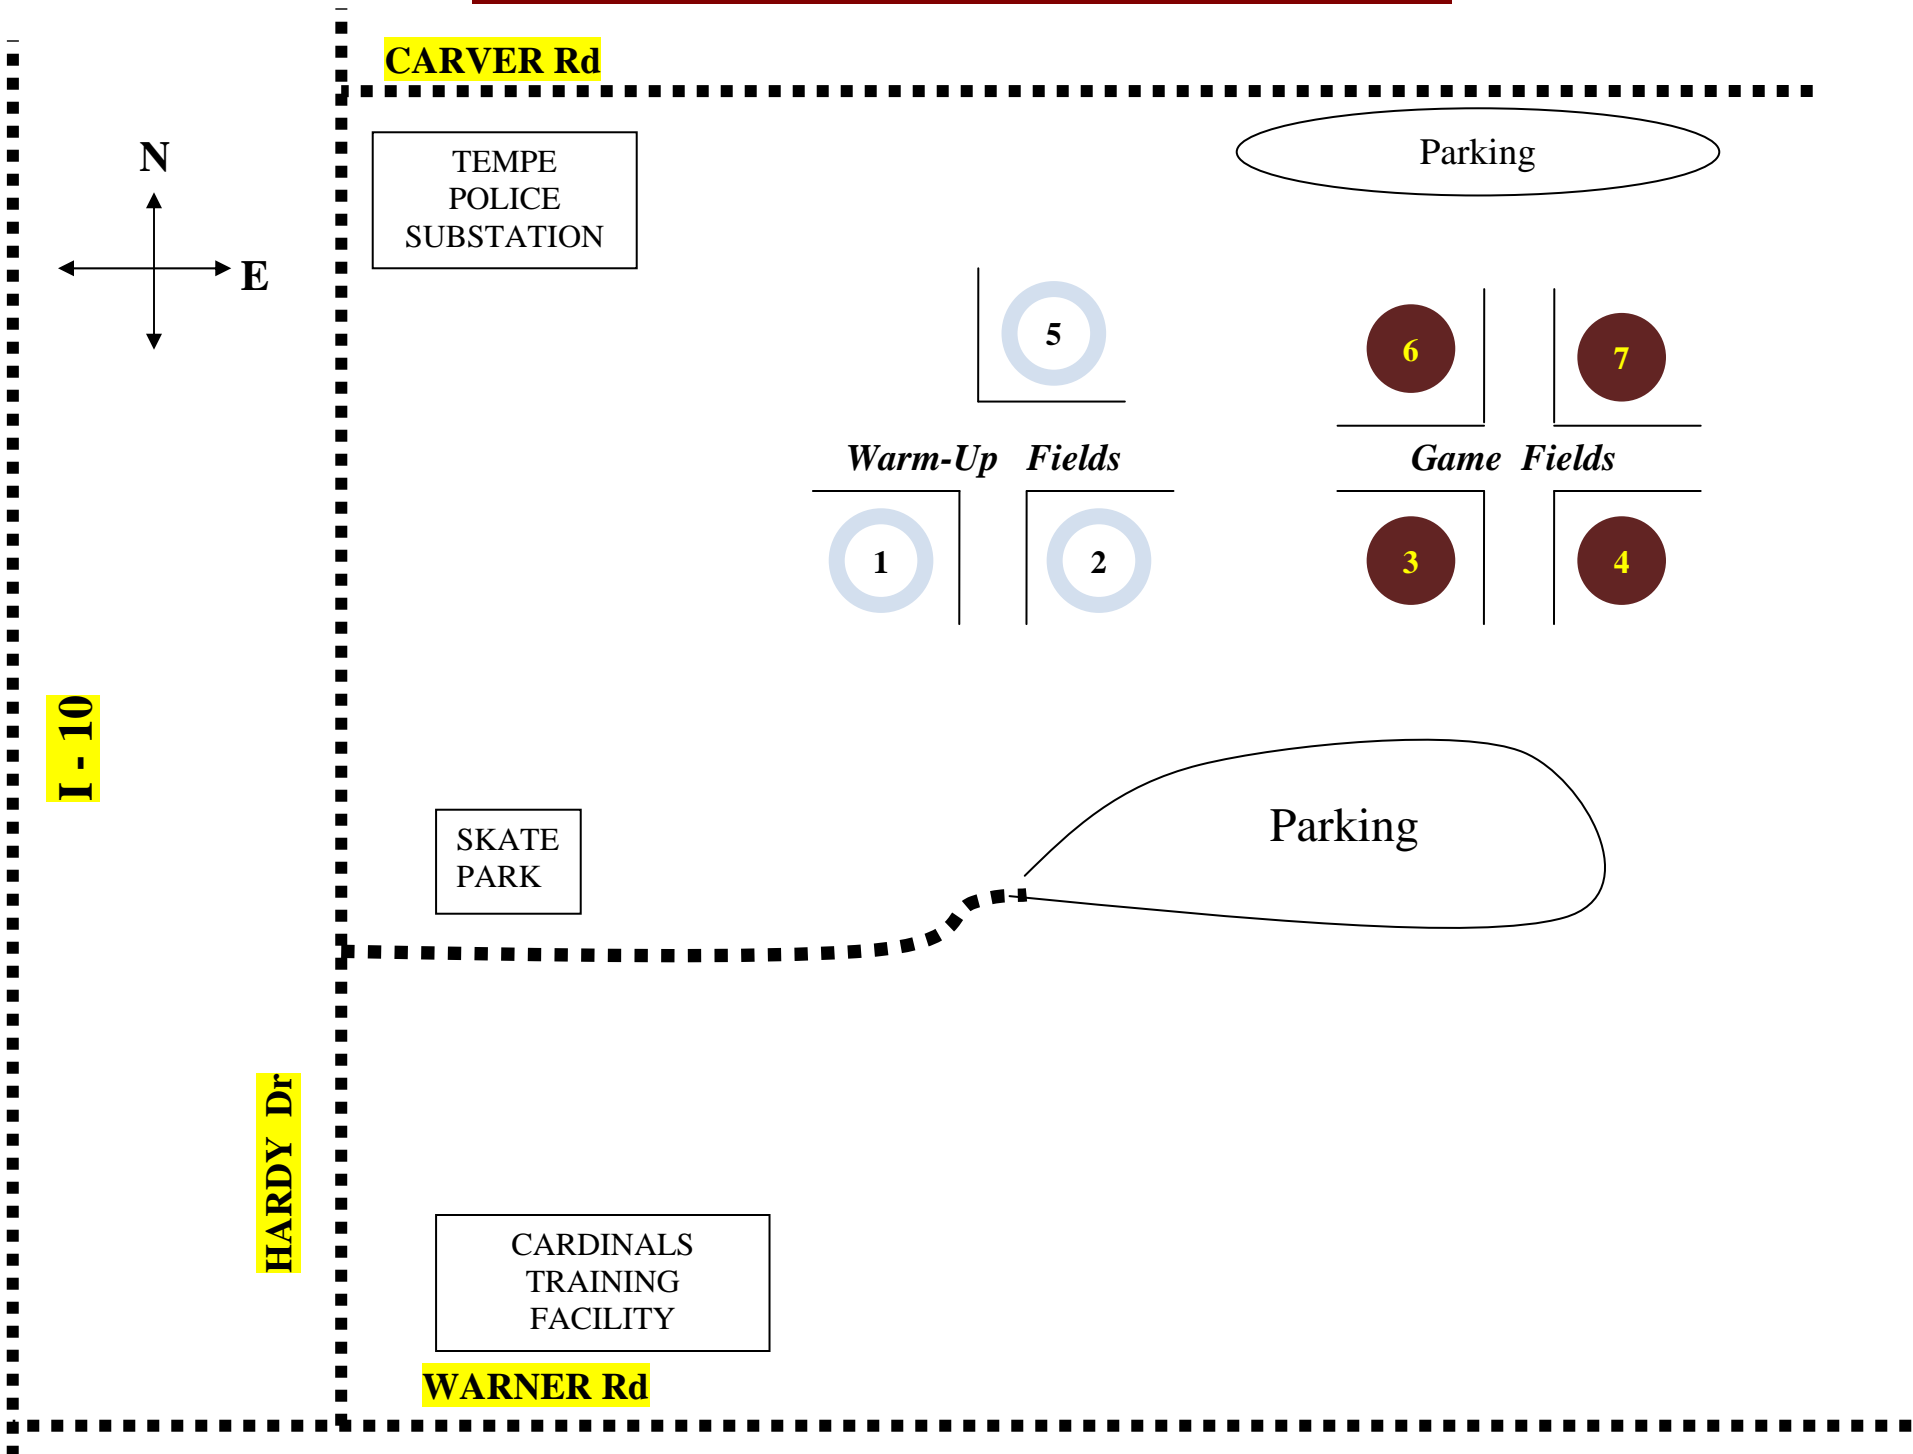 CARVER Rd
N
E
TEMPE
POLICE
SUBSTATION
Parking
5
6
7
Warm-Up Fields
Game Fields
1
2
3
4
I - 10
SKATE
PARK
Parking
HARDY Dr
CARDINALS
TRAINING
FACILITY
WARNER Rd